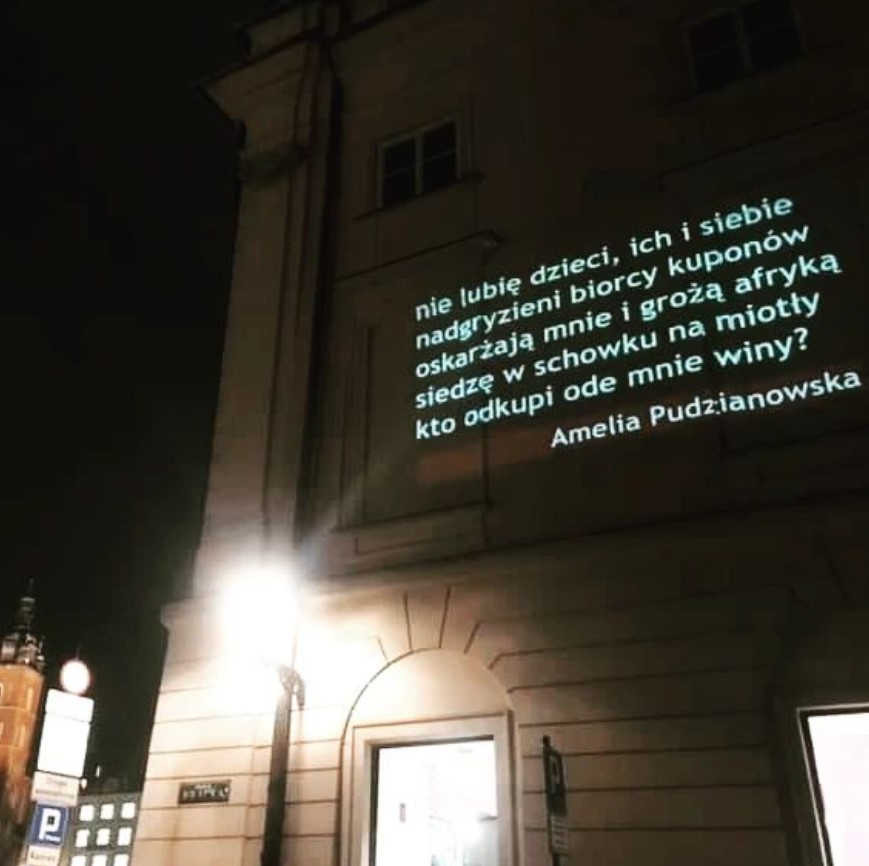 nie lubię dzieci, ich i siebie
nadgryzieni biorcy kuponów
oskarżają mnie i grożą afryką
siedzę w schowku na miotły
kto odkupi ode mnie winy?
Amelia Pudzianowska
P